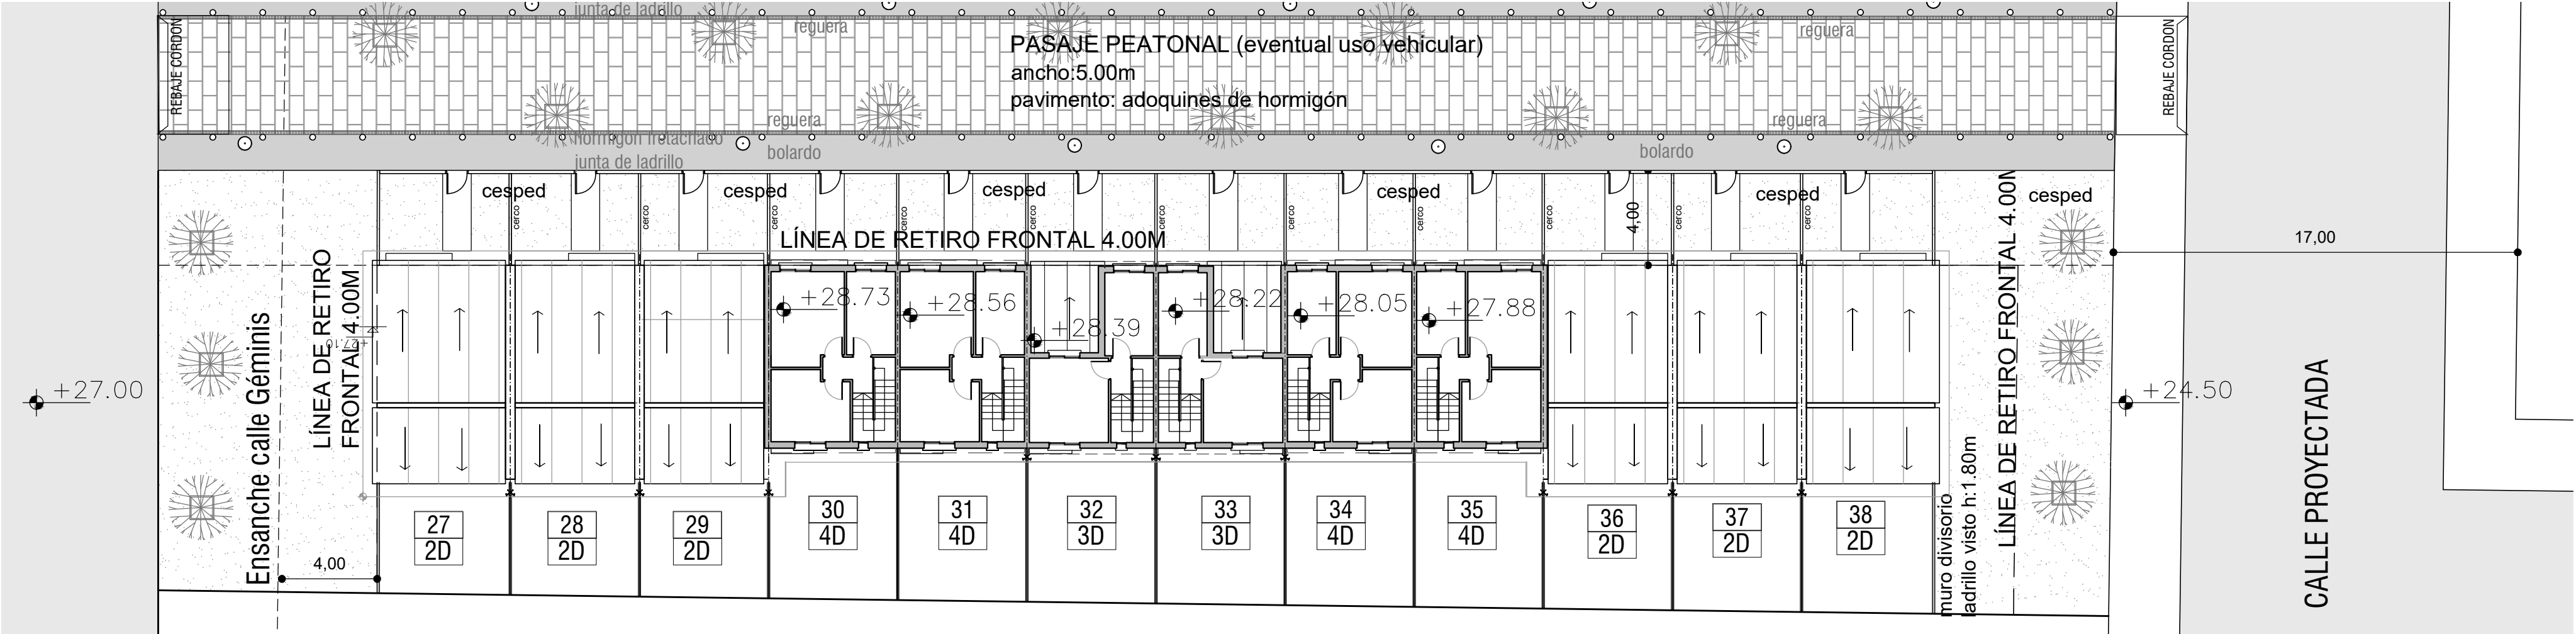 junta de ladrillo
reguera
reguera
REBAJE CORDON
REBAJE CORDON
PASAJE PEATONAL (eventual uso vehicular)
ancho:5.00m
pavimento: adoquines de hormigón
reguera
reguera
hormigón fretachado
junta de ladrillo
bolardo
bolardo
cesped
cesped
cesped
cesped
cesped
cesped
cerco
cerco
cerco
cerco
cerco
cerco
cerco
cerco
cerco
cerco
cerco
4,00
LÍNEA DE RETIRO FRONTAL 4.00M
17,00
LÍNEA DE RETIRO
FRONTAL 4.00M
+27.10
Ensanche calle Géminis
+28.73
+28.56
+28.39
+28.22
+28.05
+27.88
+27.00
+24.50
LÍNEA DE RETIRO FRONTAL 4.00M
CALLE PROYECTADA
muro divisorio
ladrillo visto h:1.80m
4,00
27
2D
28
2D
29
2D
30
4D
31
4D
32
3D
33
3D
34
4D
35
4D
36
2D
37
2D
38
2D